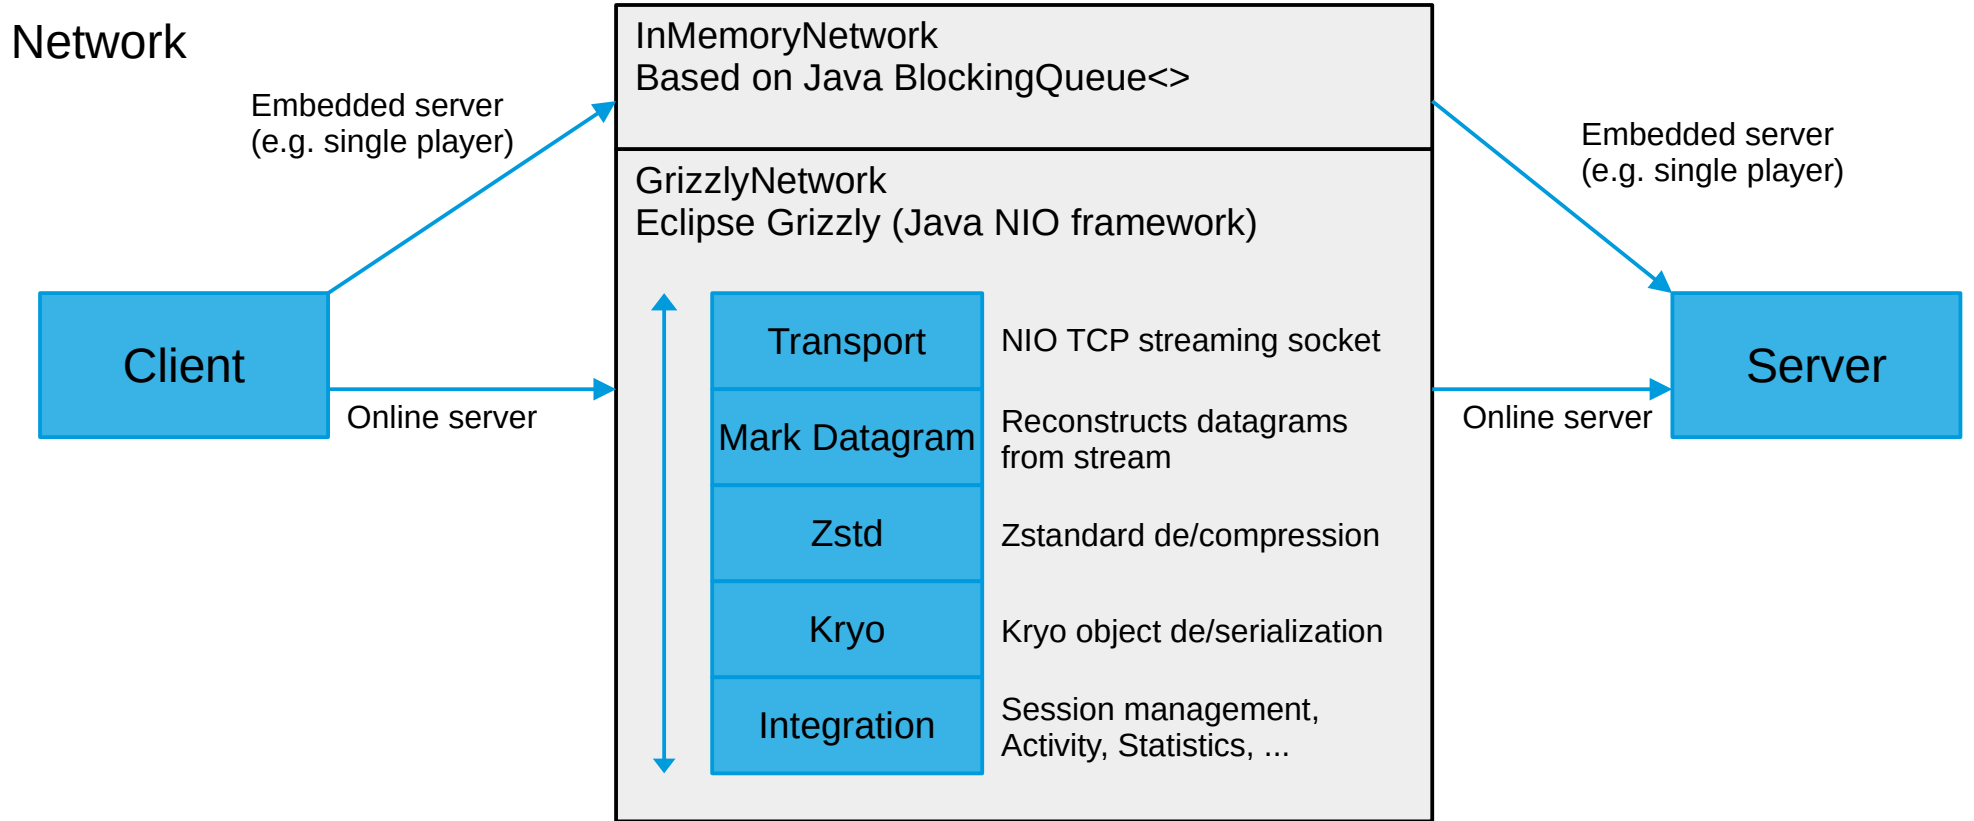 Network
InMemoryNetwork
Based on Java BlockingQueue<>
Embedded server
(e.g. single player)
Embedded server
(e.g. single player)
GrizzlyNetwork
Eclipse Grizzly (Java NIO framework)
Client
Online server
Transport
NIO TCP streaming socket
Mark Datagram
Reconstructs datagrams
from stream
Zstd
Zstandard de/compression
Kryo
Kryo object de/serialization
Integration
Session management,
Activity, Statistics, ...
Server
Online server